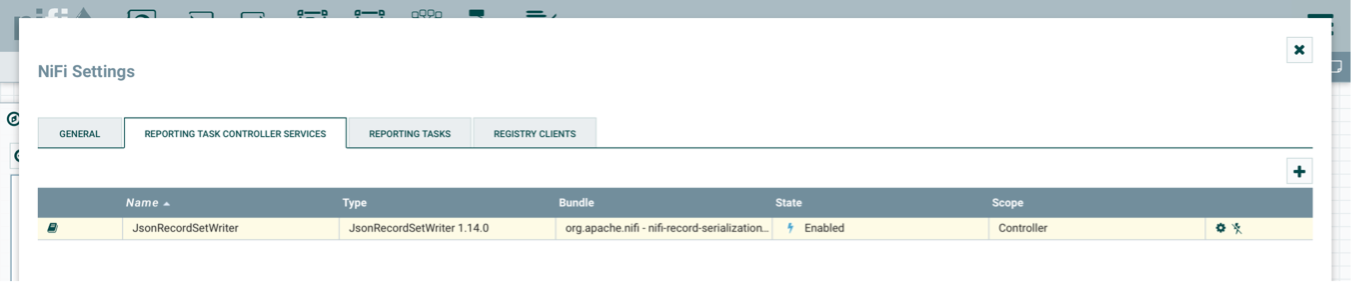 nifi
NiFi Settings
GENERAL REPORTING TASK CONTROLLER SERVICES REPORTING TASKS REGISTRY CLIENTS
Name Type Bundle State Scope
JsonRecordSetWriter JsonRecordSetWriter 1.14.0 org.apache.nifi - nifi-record-serialization... Enabled Controller